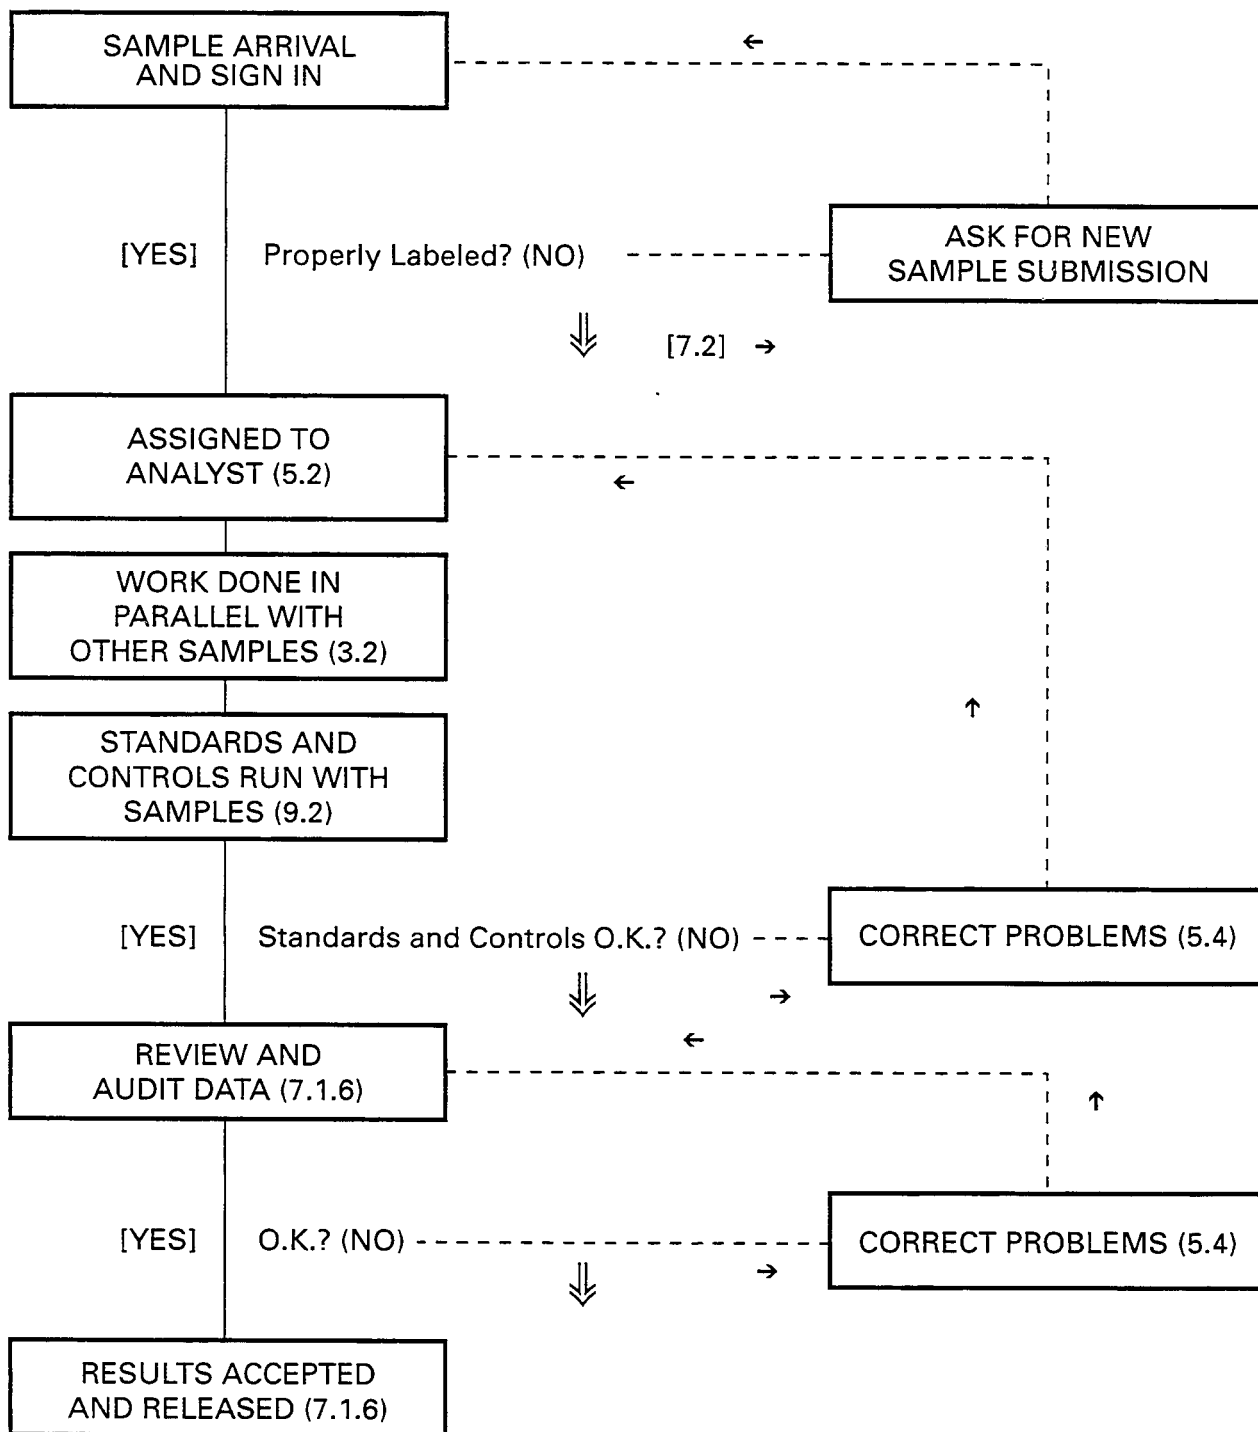 SAMPLE ARRIVAL
AND SIGN IN
[YES] Properly Labeled? (NO)
ASK FOR NEW
SAMPLE SUBMISSION
[7.2]
ASSIGNED TO
ANALYST (5.2)
WORK DONE IN
PARALLEL WITH
OTHER SAMPLES (3.2)
STANDARDS AND
CONTROLS RUN WITH
SAMPLES (9.2)
[YES] Standards and Controls O.K.? (NO)
CORRECT PROBLEMS (5.4)
REVIEW AND
AUDIT DATA (7.1.6)
[YES] O.K.? (NO)
CORRECT PROBLEMS (5.4)
RESULTS ACCEPTED
AND RELEASED (7.1.6)